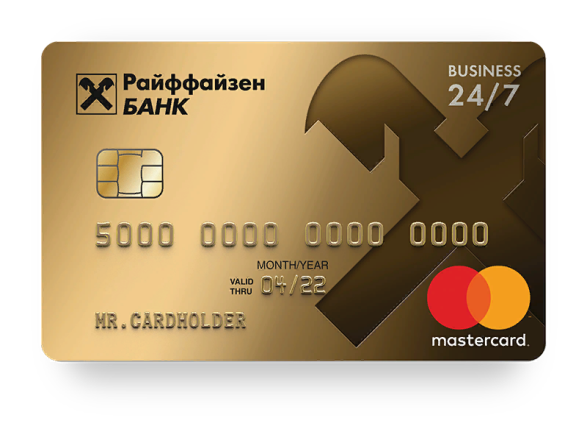 Райффайзен
БАНК
BUSINESS
24/7
5000 0000 0000 0000
MONTH/YEAR
VALID
THRU 04/22
MR.CARDHOLDER
mastercard.